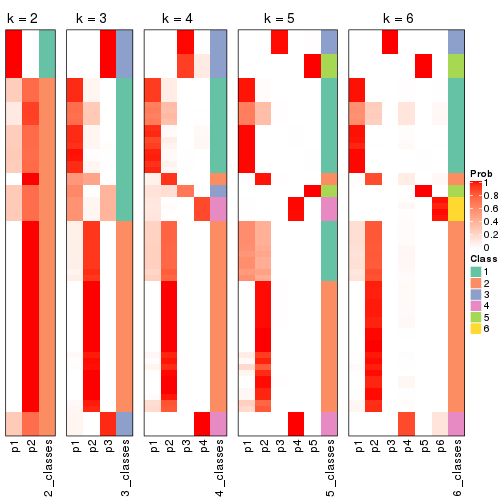 k = 2
k = 3
k = 4
k = 5
k = 6
Prob
1
0.8
0.6
0.4
0.2
0
Class
1
2
3
4
5
6
p1
p2
2_classes
p1
p2
p3
3_classes
p1
p2
p3
p4
4_classes
p1
p2
p3
p4
p5
5_classes
p1
p2
p3
p4
p5
p6
6_classes